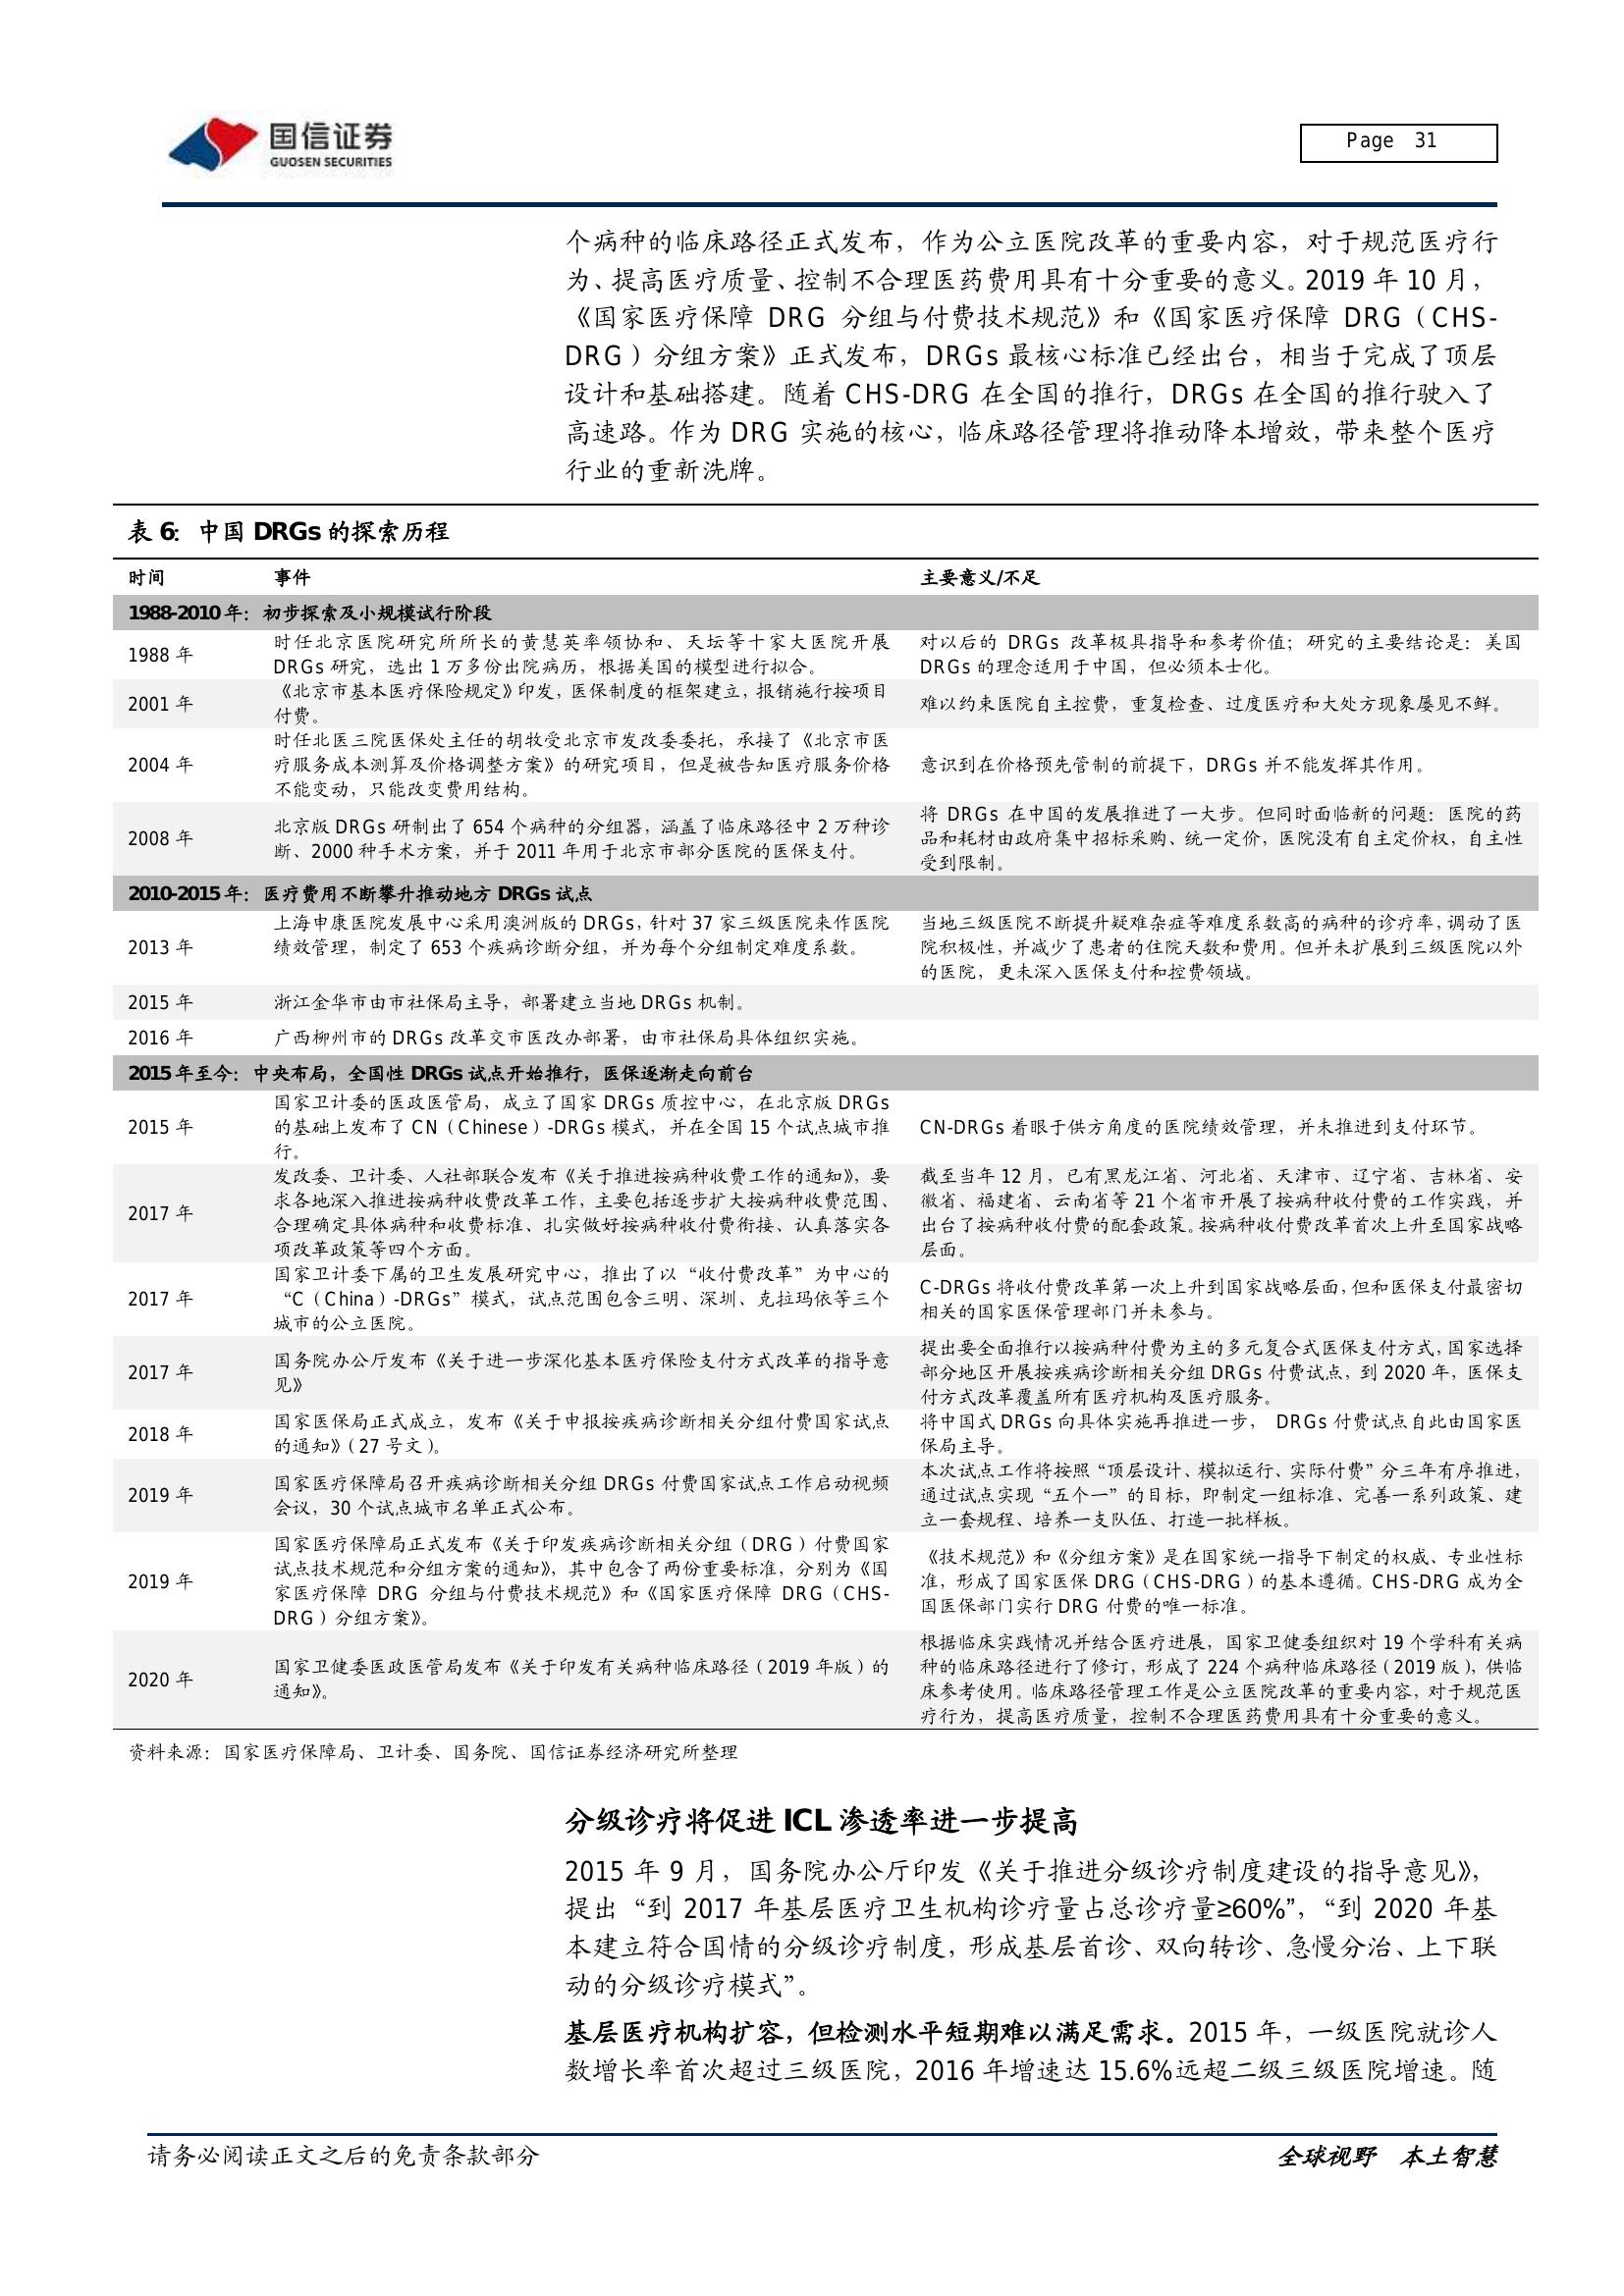 国信证券
GUOSEN SECURITIES
Page 31
个病种的临床路径正式发布，作为公立医院改革的重要内容，对于规范医疗行
为、提高医疗质量、控制不合理医药费用具有十分重要的意义。2019 年 10 月，
《国家医疗保障 DRG 分组与付费技术规范》和《国家医疗保障 DRG（CHS-
DRG）分组方案》正式发布，DRGs 最核心标准已经出台，相当于完成了顶层
设计和基础搭建。随着 CHS-DRG 在全国的推行，DRGs 在全国的推行驶入了
高速路。作为 DRG 实施的核心，临床路径管理将推动降本增效，带来整个医疗
行业的重新洗牌。
表 6：中国 DRGs 的探索历程
时间 事件 主要意义/不足
1988-2010 年：初步探索及小规模试行阶段
1988 年
时任北京医院研究所所长的黄慧英率领协和、天坛等十家大医院开展
DRGs 研究，选出 1 万多份出院病历，根据美国的模型进行拟合。
对以后的 DRGs 改革极具指导和参考价值；研究的主要结论是：美国
DRGs 的理念适用于中国，但必须本士化。
2001 年
《北京市基本医疗保险规定》印发，医保制度的框架建立，报销施行按项目
付费。
难以约束医院自主控费，重复检查、过度医疗和大处方现象屡见不鲜。
2004 年
时任北医三院医保处主任的胡牧受北京市发改委委托，承接了《北京市医
疗服务成本测算及价格调整方案》的研究项目，但是被告知医疗服务价格
不能变动，只能改变费用结构。
意识到在价格预先管制的前提下，DRGs 并不能发挥其作用。
2008 年
北京版 DRGs 研制出了 654 个病种的分组器，涵盖了临床路径中 2 万种诊
断、2000 种手术方案，并于 2011 年用于北京市部分医院的医保支付。
将 DRGs 在中国的发展推进了一大步。但同时面临新的问题：医院的药
品和耗材由政府集中招标采购、统一定价，医院没有自主定价权，自主性
受到限制。
2010-2015 年：医疗费用不断攀升推动地方 DRGs 试点
2013 年
上海申康医院发展中心采用澳洲版的 DRGs，针对 37 家三级医院来作医院
绩效管理，制定了 653 个疾病诊断分组，并为每个分组制定难度系数。
当地三级医院不断提升疑难杂症等难度系数高的病种的诊疗率，调动了医
院积极性，并减少了患者的住院天数和费用。但并未扩展到三级医院以外
的医院，更未深入医保支付和控费领域。
2015 年 浙江金华市由市社保局主导，部署建立当地 DRGs 机制。
2016 年 广西柳州市的 DRGs 改革交市医改办部署，由市社保局具体组织实施。
2015 年至今：中央布局，全国性 DRGs 试点开始推行，医保逐渐走向前台
2015 年
国家卫计委的医政医管局，成立了国家 DRGs 质控中心，在北京版 DRGs
的基础上发布了 CN（Chinese）-DRGs 模式，并在全国 15 个试点城市推
行。
CN-DRGs 着眼于供方角度的医院绩效管理，并未推进到支付环节。
2017 年
发改委、卫计委、人社部联合发布《关于推进按病种收费工作的通知》，要
求各地深入推进按病种收费改革工作，主要包括逐步扩大按病种收费范围、
合理确定具体病种和收费标准、扎实做好按病种收付费衔接、认真落实各
项改革政策等四个方面。
截至当年 12 月，已有黑龙江省、河北省、天津市、辽宁省、吉林省、安
徽省、福建省、云南省等 21 个省市开展了按病种收付费的工作实践，并
出台了按病种收付费的配套政策。按病种收付费改革首次上升至国家战略
层面。
2017 年
国家卫计委下属的卫生发展研究中心，推出了以“收付费改革”为中心的
“C（China）-DRGs”模式，试点范围包含三明、深圳、克拉玛依等三个
城市的公立医院。
C-DRGs 将收付费改革第一次上升到国家战略层面，但和医保支付最密切
相关的国家医保管理部门并未参与。
2017 年
国务院办公厅发布《关于进一步深化基本医疗保险支付方式改革的指导意
见》
提出要全面推行以按病种付费为主的多元复合式医保支付方式，国家选择
部分地区开展按疾病诊断相关分组 DRGs 付费试点，到 2020 年，医保支
付方式改革覆盖所有医疗机构及医疗服务。
2018 年
国家医保局正式成立，发布《关于申报按疾病诊断相关分组付费国家试点
的通知》（27 号文）。
将中国式 DRGs 向具体实施再推进一步， DRGs 付费试点自此由国家医
保局主导。
2019 年
国家医疗保障局召开疾病诊断相关分组 DRGs 付费国家试点工作启动视频
会议，30 个试点城市名单正式公布。
本次试点工作将按照“顶层设计、模拟运行、实际付费”分三年有序推进，
通过试点实现“五个一”的目标，即制定一组标准、完善一系列政策、建
立一套规程、培养一支队伍、打造一批样板。
2019 年
国家医疗保障局正式发布《关于印发疾病诊断相关分组（DRG）付费国家
试点技术规范和分组方案的通知》，其中包含了两份重要标准，分别为《国
家医疗保障 DRG 分组与付费技术规范》和《国家医疗保障 DRG（CHS-
DRG）分组方案》。
《技术规范》和《分组方案》是在国家统一指导下制定的权威、专业性标
准，形成了国家医保 DRG（CHS-DRG）的基本遵循。CHS-DRG 成为全
国医保部门实行 DRG 付费的唯一标准。
2020 年
国家卫健委医政医管局发布《关于印发有关病种临床路径（2019 年版）的
通知》。
根据临床实践情况并结合医疗进展，国家卫健委组织对 19 个学科有关病
种的临床路径进行了修订，形成了 224 个病种临床路径（2019 版），供临
床参考使用。临床路径管理工作是公立医院改革的重要内容，对于规范医
疗行为，提高医疗质量，控制不合理医药费用具有十分重要的意义。
资料来源：国家医疗保障局、卫计委、国务院、国信证券经济研究所整理
分级诊疗将促进 ICL 渗透率进一步提高
2015 年 9 月，国务院办公厅印发《关于推进分级诊疗制度建设的指导意见》，
提出“到 2017 年基层医疗卫生机构诊疗量占总诊疗量≥60%”，“到 2020 年基
本建立符合国情的分级诊疗制度，形成基层首诊、双向转诊、急慢分治、上下联
动的分级诊疗模式”。
基层医疗机构扩容，但检测水平短期难以满足需求。2015 年，一级医院就诊人
数增长率首次超过三级医院，2016 年增速达 15.6%远超二级三级医院增速。随
请务必阅读正文之后的免责条款部分
全球视野 本土智慧